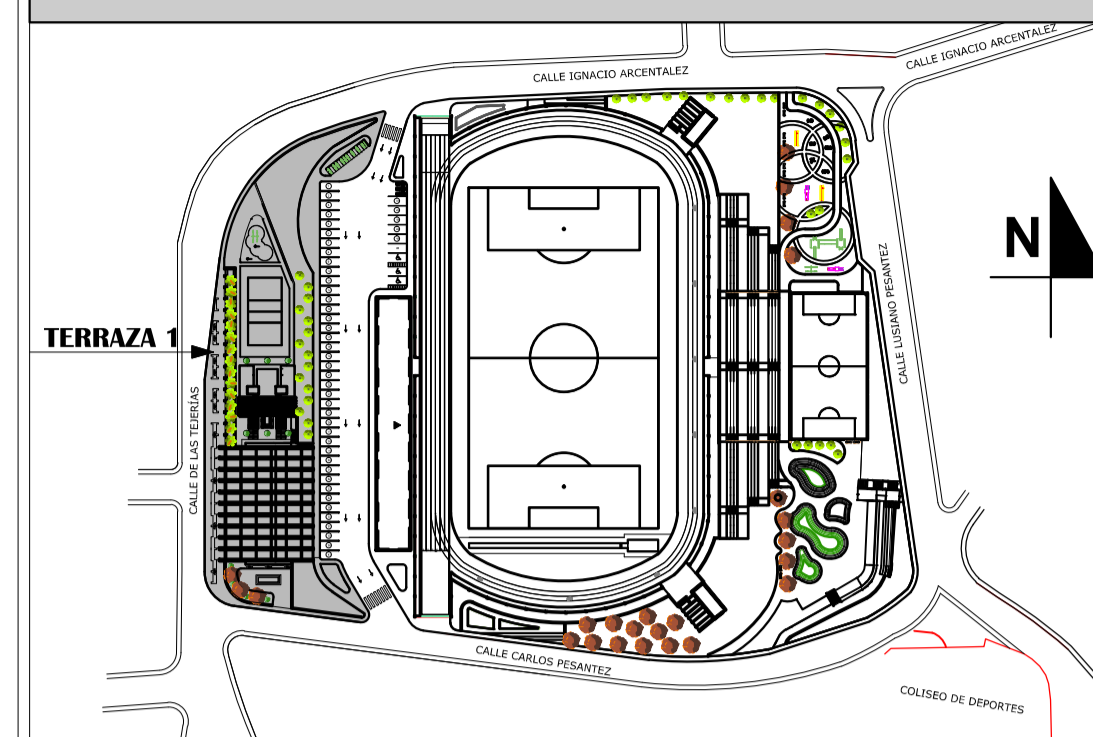 CALLE IGNACIO ARCENTALEZ
CALLE IGNACIO ARCENTALEZ
N
CALLE LUSIANO PESANTEZ
TERRAZA 1
CALLE DE LAS TEJERÍAS
CALLE CARLOS PESANTEZ
COLISEO DE DEPORTES